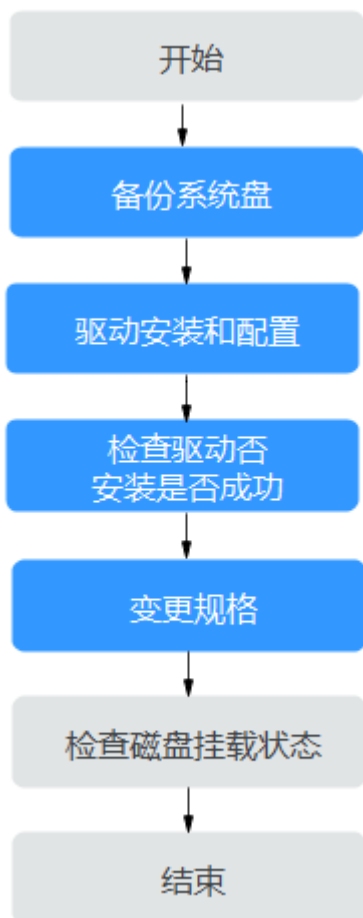 开始
备份系统盘
驱动安装和配置
检查驱动否
安装是否成功
变更规格
检查磁盘挂载状态
结束